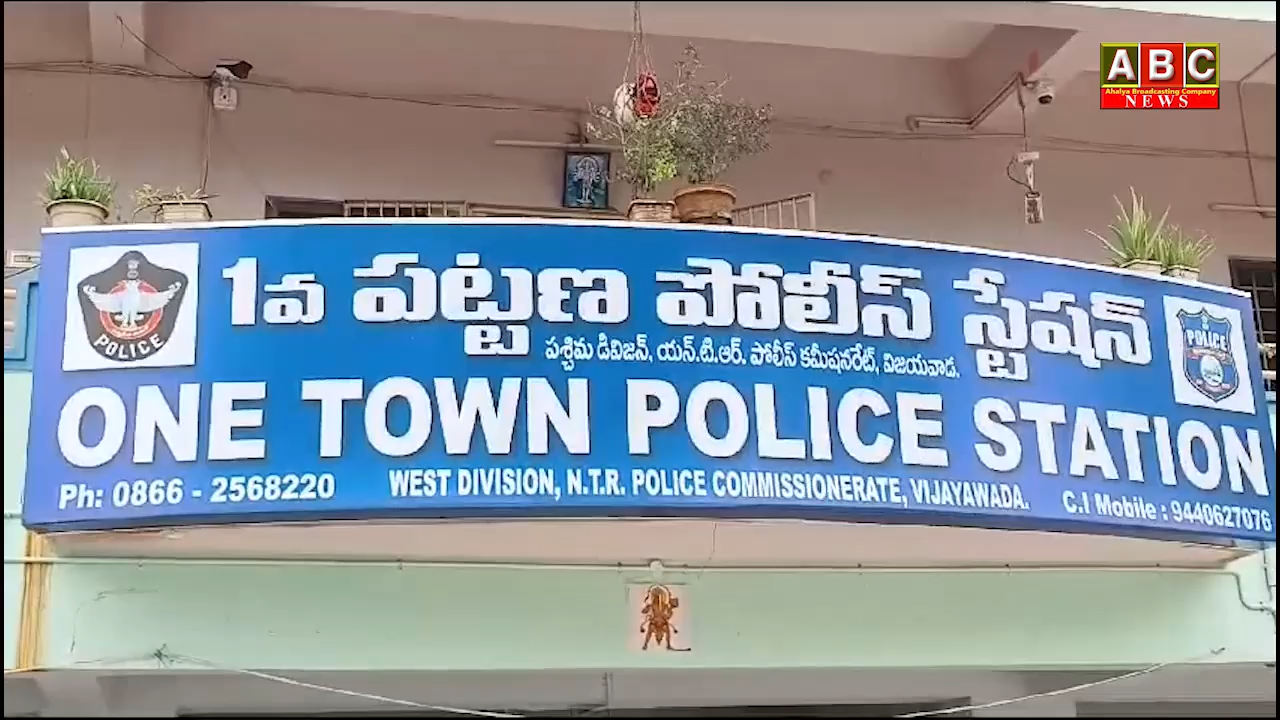 ABC
Ahalya Broadcasting Company
NEWS
1వ పట్టణ పోలీస్ స్టేషన్
POLICE
POLICE
పశ్చిమ డివిజన్, యన్.టి.ఆర్. పోలీస్ కమీషనరేట్, విజయవాడ.
ONE TOWN POLICE STATION
Ph: 0866 - 2568220 WEST DIVISION, N.T.R. POLICE COMMISSIONERATE, VIJAYAWADA. C.I Mobile : 9440627076